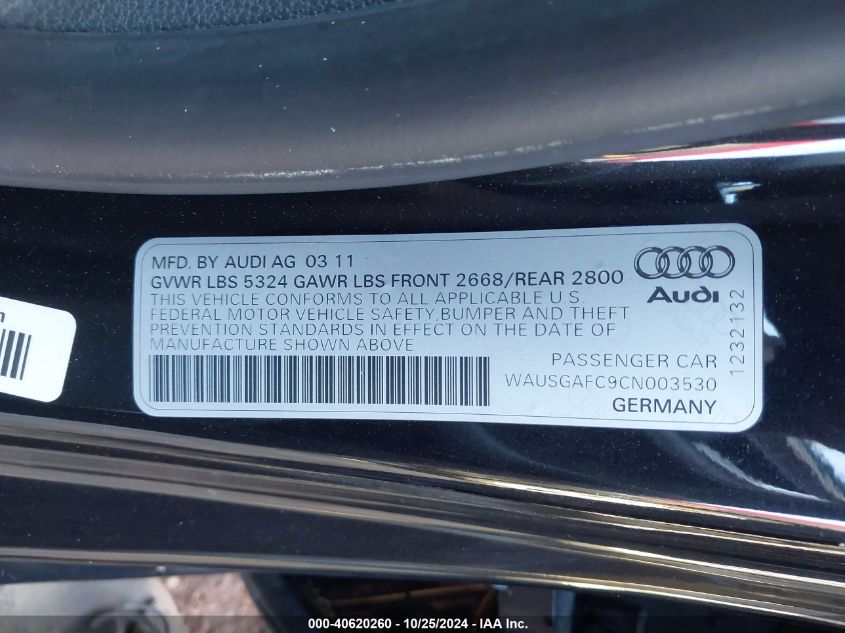 MFD. BY AUDI AG 03 11
GVWR LBS 5324 GAWR LBS FRONT 2668/REAR 2800
THIS VEHICLE CONFORMS TO ALL APPLICABLE U.S.
FEDERAL MOTOR VEHICLE SAFETY, BUMPER AND THEFT
PREVENTION STANDARDS IN EFFECT ON THE DATE OF
MANUFACTURE SHOWN ABOVE
Audi
PASSENGER CAR
WAUSGAFC9CN003530
GERMANY
1232132
000-40620260 - 10/25/2024 - IAA Inc.